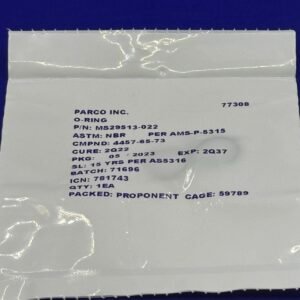 77308
PARCO INC.
O-RING
P/N: MS29513-022
ASTM: NBR PER AMS-P-5315
CMPND: 4457-65-73
CURE: 2Q22 EXP: 2Q37
PKG: 05 / 2023
SL: 15 YRS PER AS5316
BATCH: 71696
ICN: 781743
QTY: 1EA
PACKED: PROPONENT CAGE: 59789